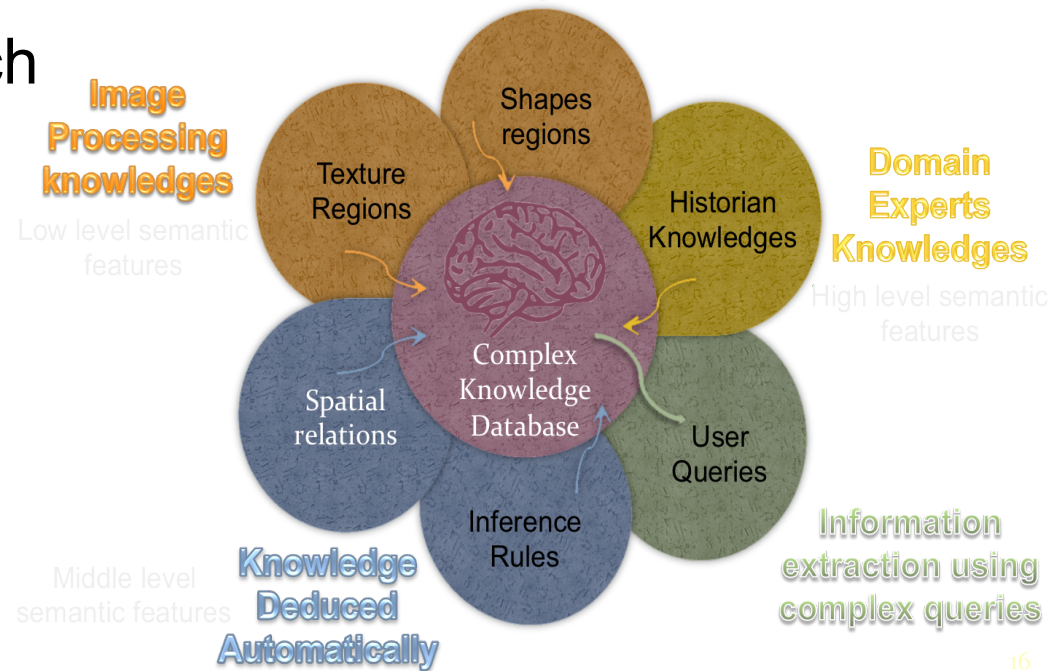 ch
Image
Processing
knowledges
Low level semantic
features
Texture
Regions
Shapes
regions
Historian
Knowledges
Domain
Experts
Knowledges
High level semantic
features
Complex
Knowledge
Database
Spatial
relations
User
Queries
Inference
Rules
Middle level
semantic features
Knowledge
Deduced
Automatically
Information
extraction using
complex queries
16